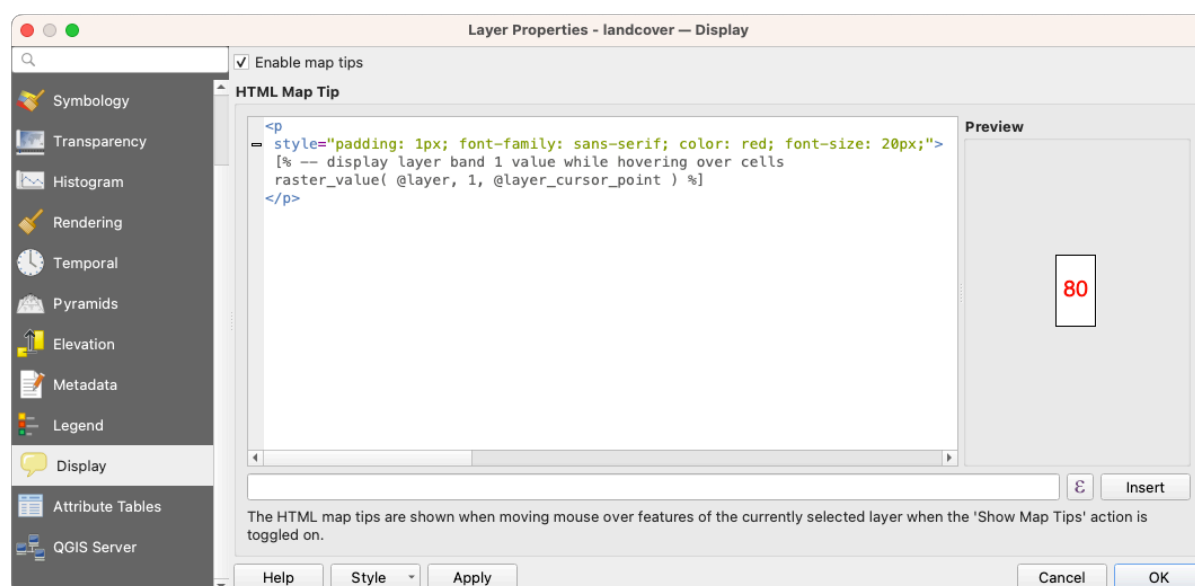 Layer Properties - landcover — Display
Symbology
Transparency
Histogram
Rendering
Temporal
Pyramids
Elevation
Metadata
Legend
Display
Attribute Tables
QGIS Server
Enable map tips
HTML Map Tip
<p
style="padding: 1px; font-family: sans-serif; color: red; font-size: 20px;">
[% -- display layer band 1 value while hovering over cells
raster_value( @layer, 1, @layer_cursor_point ) %]
</p>
Preview
80
ε Insert
The HTML map tips are shown when moving mouse over features of the currently selected layer when the 'Show Map Tips' action is
toggled on.
Help Style Apply Cancel OK